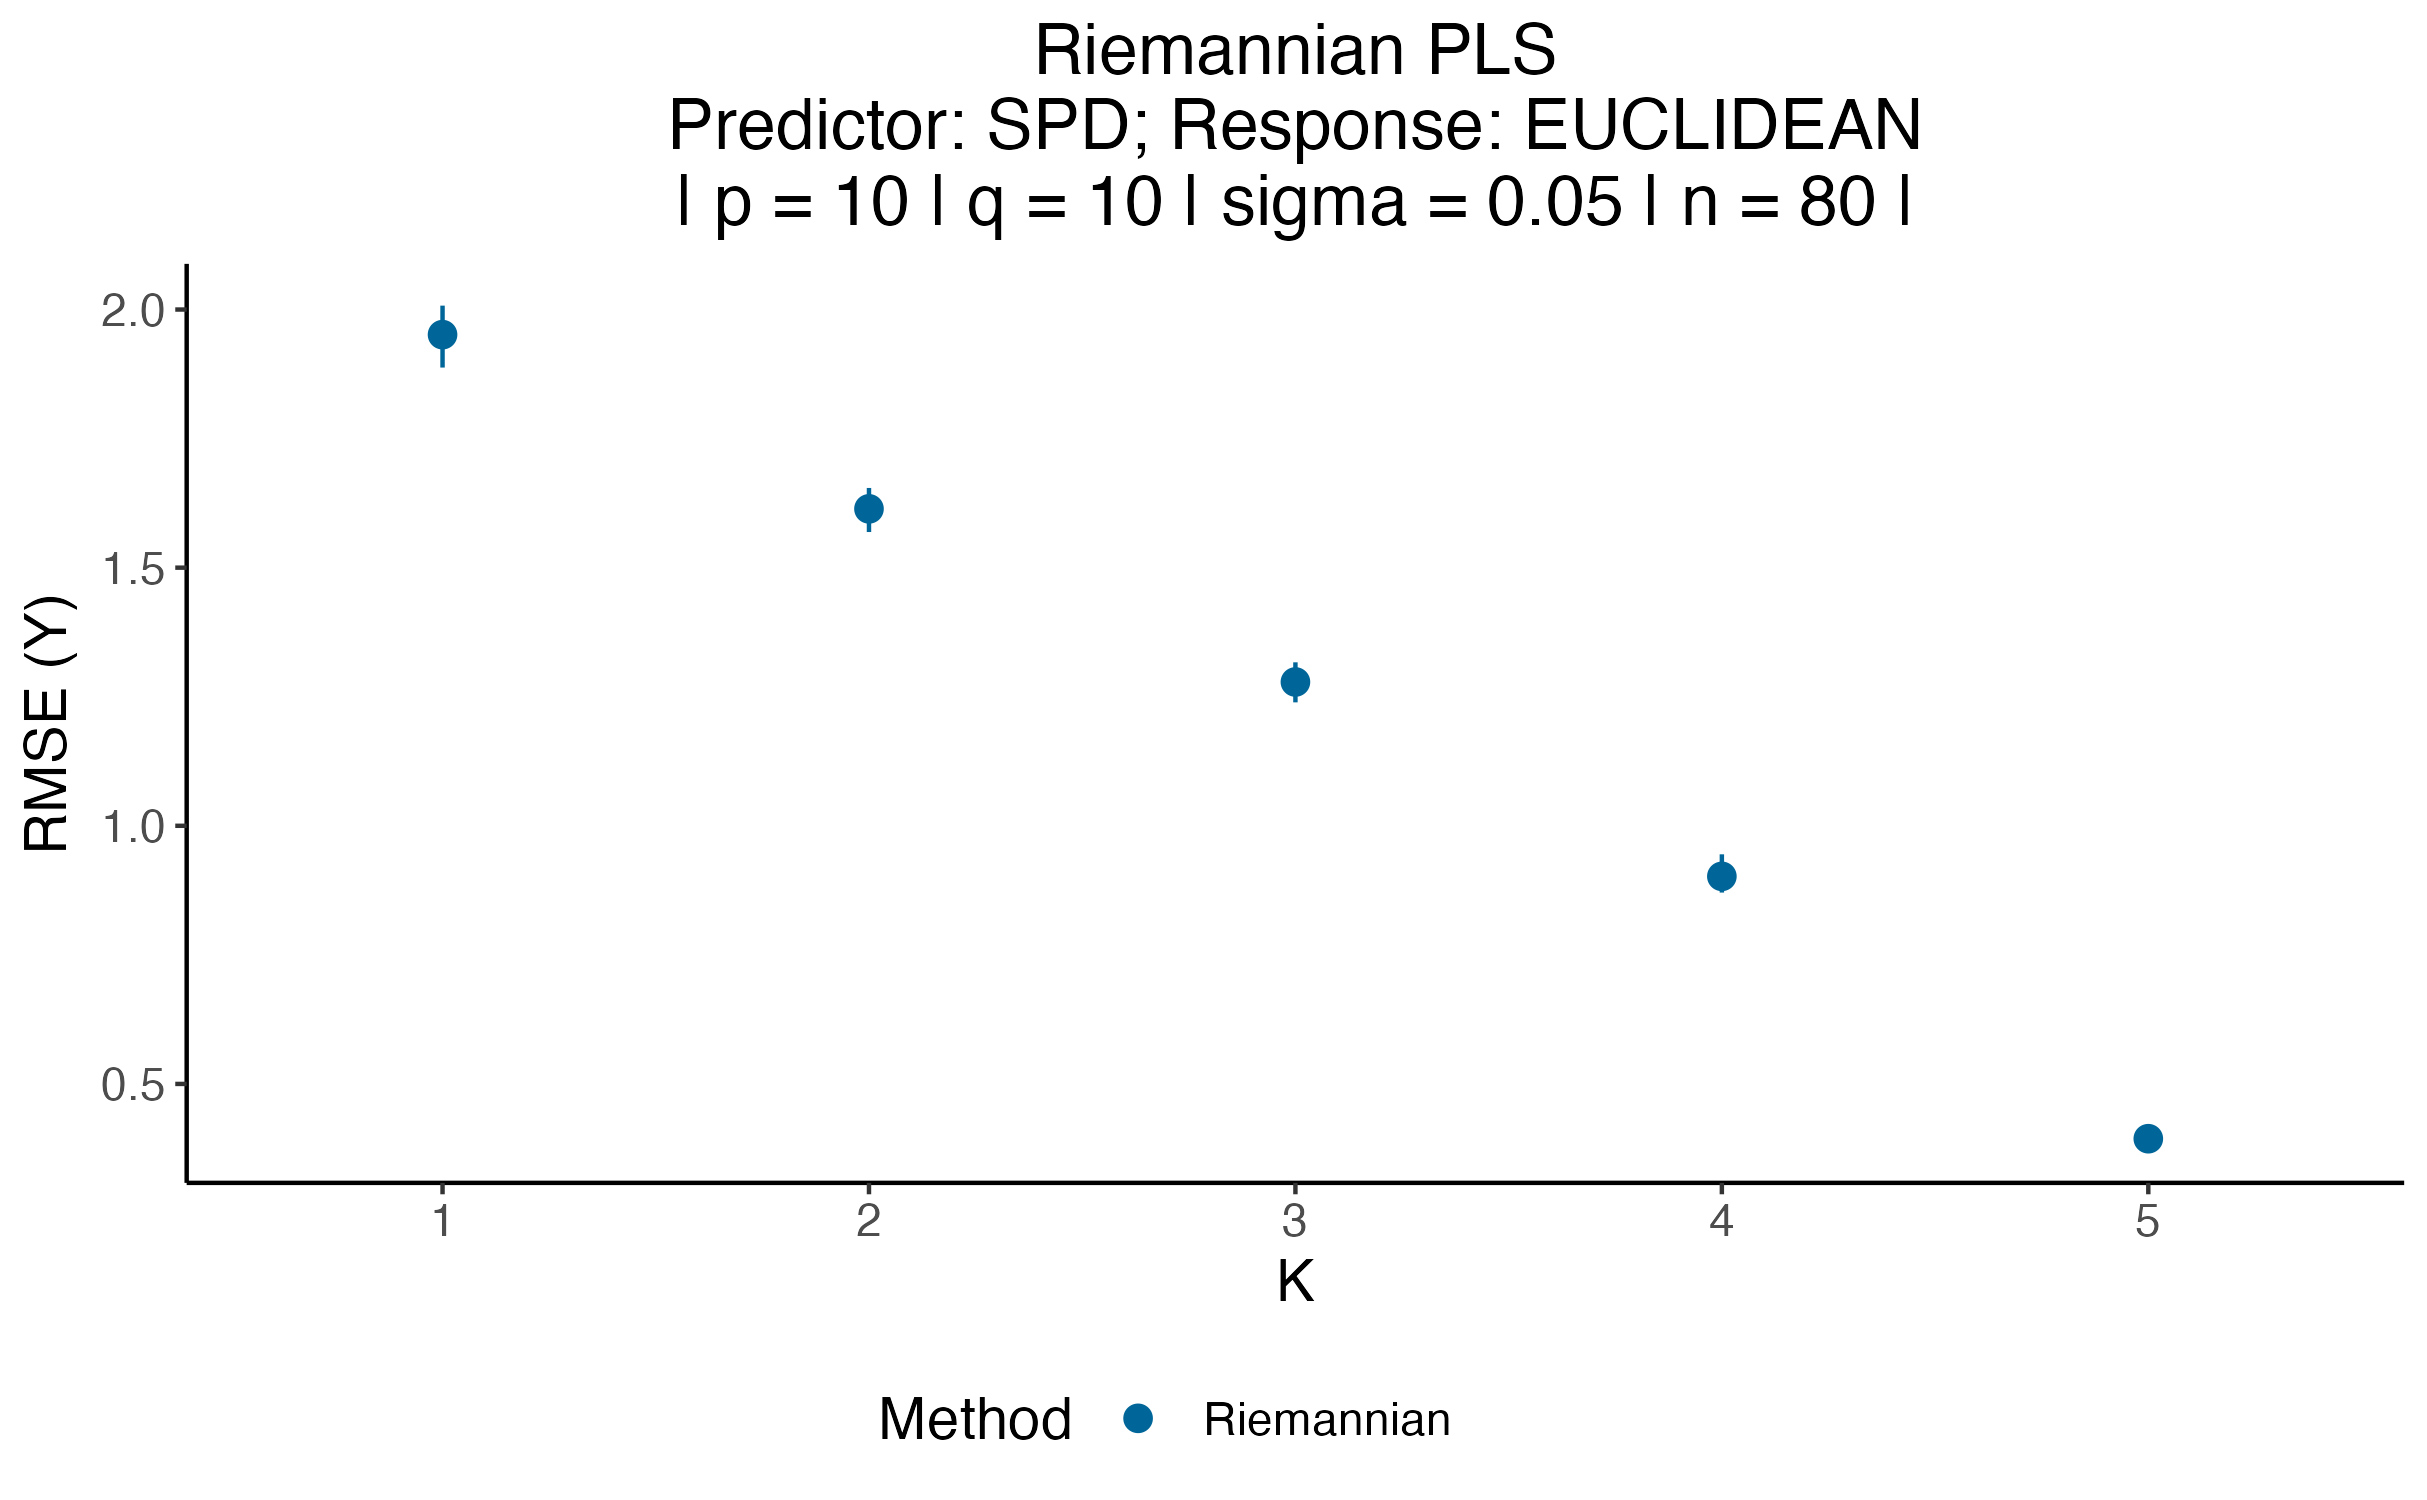 Riemannian PLS
Predictor: SPD; Response: EUCLIDEAN
| p = 10 | q = 10 | sigma = 0.05 | n = 80 |
RMSE (Y)
2.0
1.5
1.0
0.5
1 2 3 4 5
K
Method Riemannian